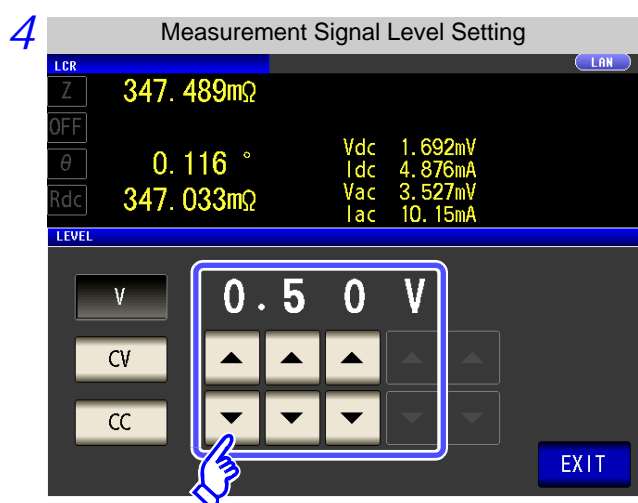 4 Measurement Signal Level Setting
LCR LAN
Z 347.489mΩ
OFF
Vdc 1.692mV
θ 0.116 ° Idc 4.876mA
Vac 3.527mV
Rdc 347.033mΩ
Iac 10.15mA
LEVEL
V 0.50 V
CV
CC
EXIT